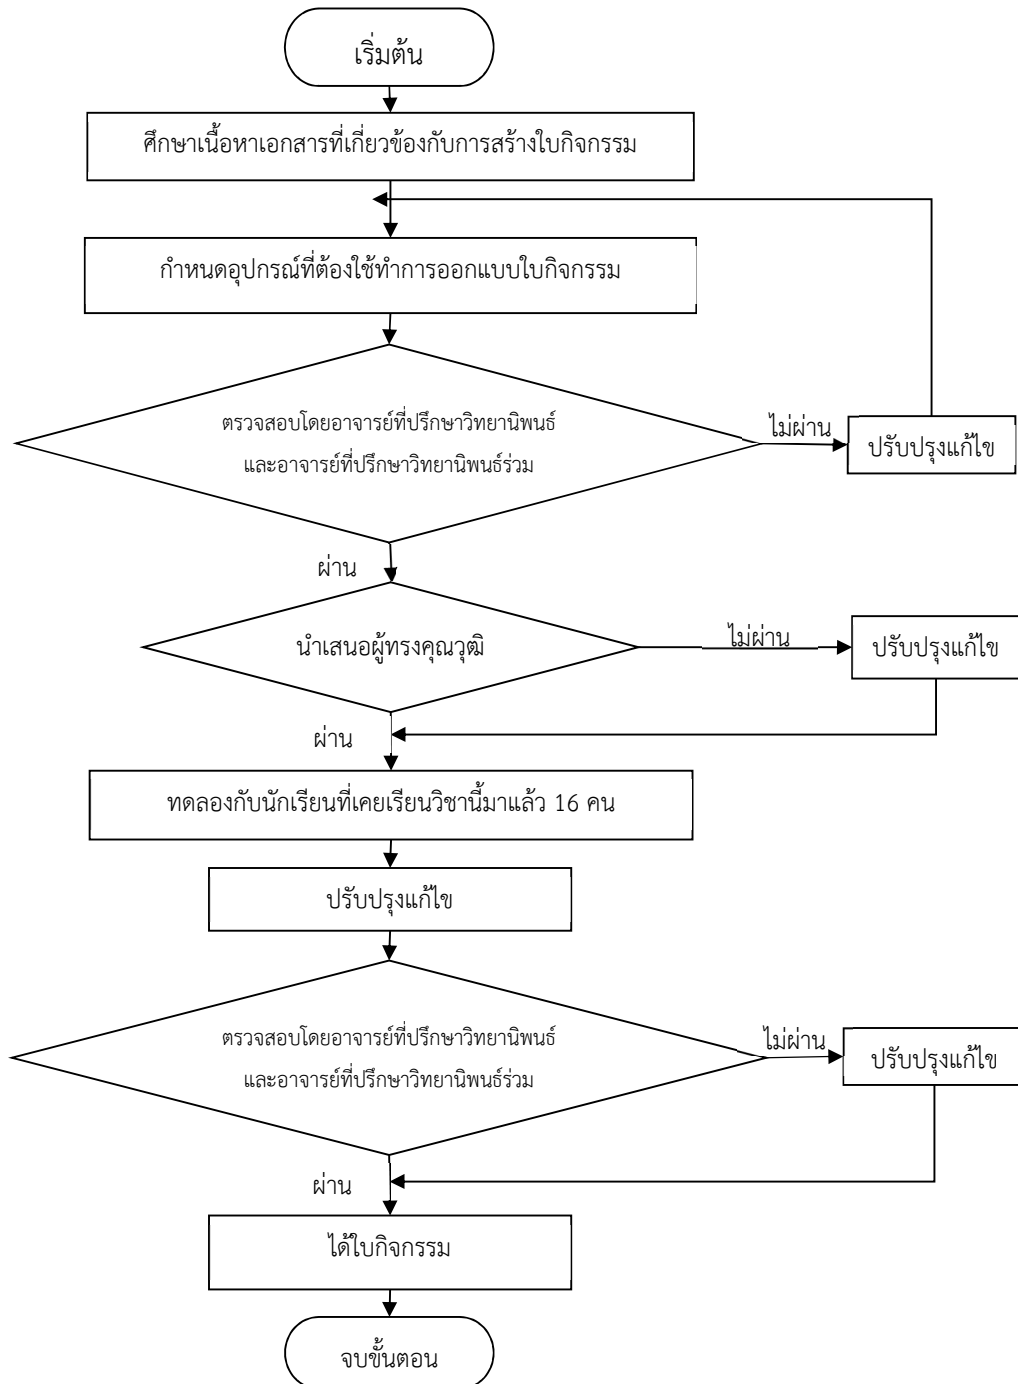 เริ่มต้น
ศึกษาเนื้อหาเอกสารที่เกี่ยวข้องกับการสร้างใบกิจกรรม
กำหนดอุปกรณ์ที่ต้องใช้ทำการออกแบบใบกิจกรรม
ตรวจสอบโดยอาจารย์ที่ปรึกษาวิทยานิพนธ์
และอาจารย์ที่ปรึกษาวิทยานิพนธ์ร่วม
ไม่ผ่าน
ปรับปรุงแก้ไข
ผ่าน
นำเสนอผู้ทรงคุณวุฒิ
ไม่ผ่าน
ปรับปรุงแก้ไข
ผ่าน
ทดลองกับนักเรียนที่เคยเรียนวิชานี้มาแล้ว 16 คน
ปรับปรุงแก้ไข
ตรวจสอบโดยอาจารย์ที่ปรึกษาวิทยานิพนธ์
และอาจารย์ที่ปรึกษาวิทยานิพนธ์ร่วม
ไม่ผ่าน
ปรับปรุงแก้ไข
ผ่าน
ได้ใบกิจกรรม
จบขั้นตอน